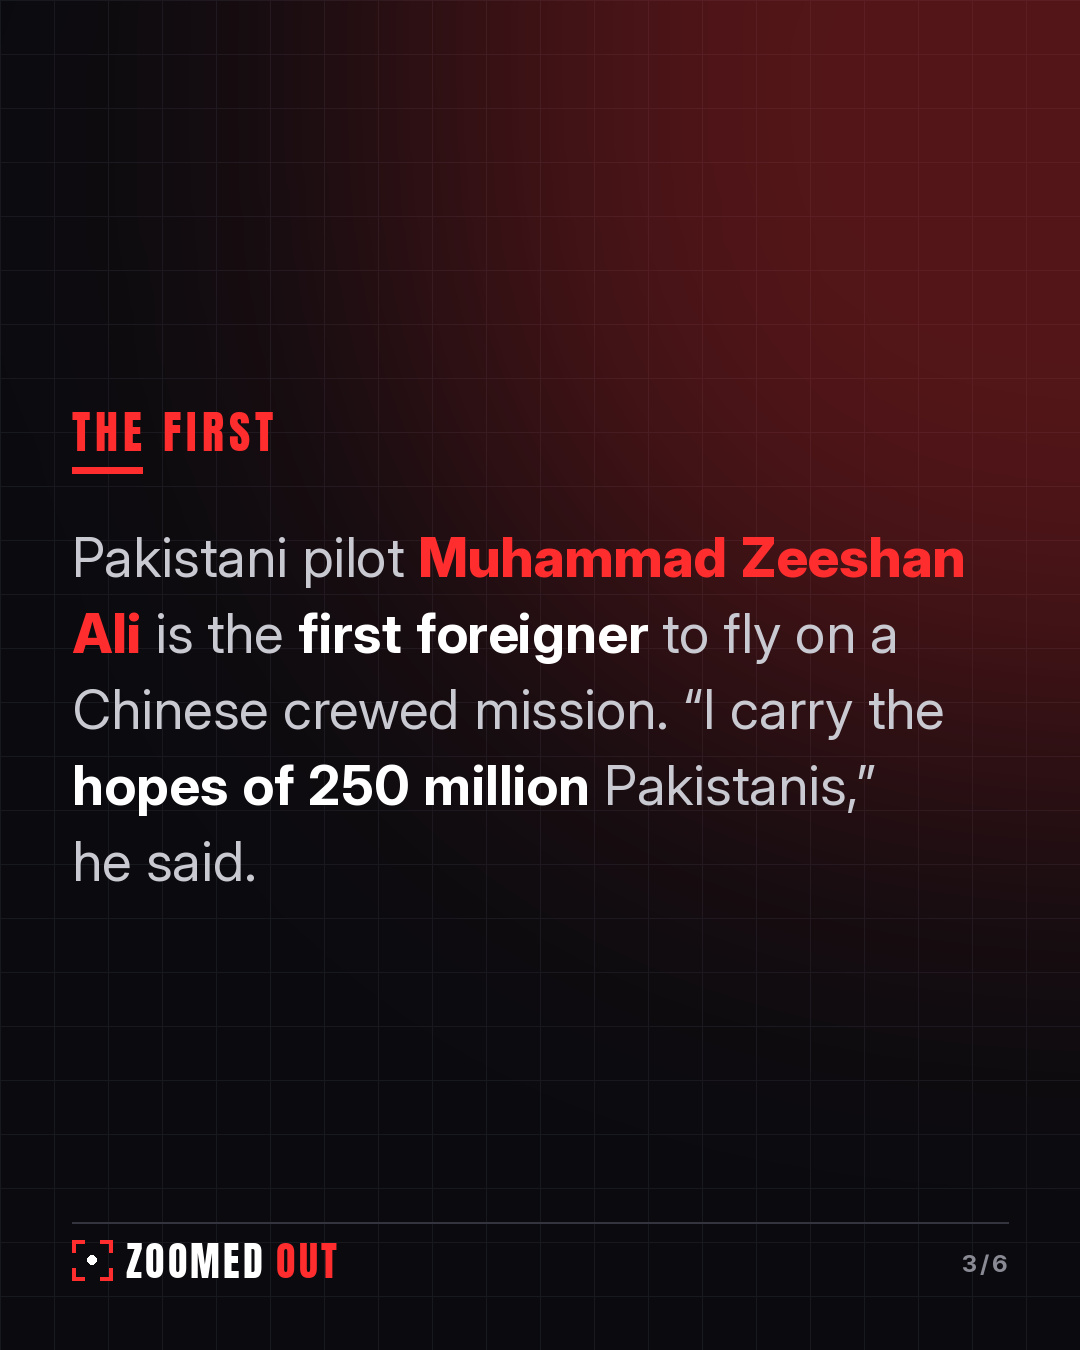 THE FIRST
Pakistani pilot Muhammad Zeeshan
Ali is the first foreigner to fly on a
Chinese crewed mission. “I carry the
hopes of 250 million Pakistanis,”
he said.
ZOOMED OUT
3/6